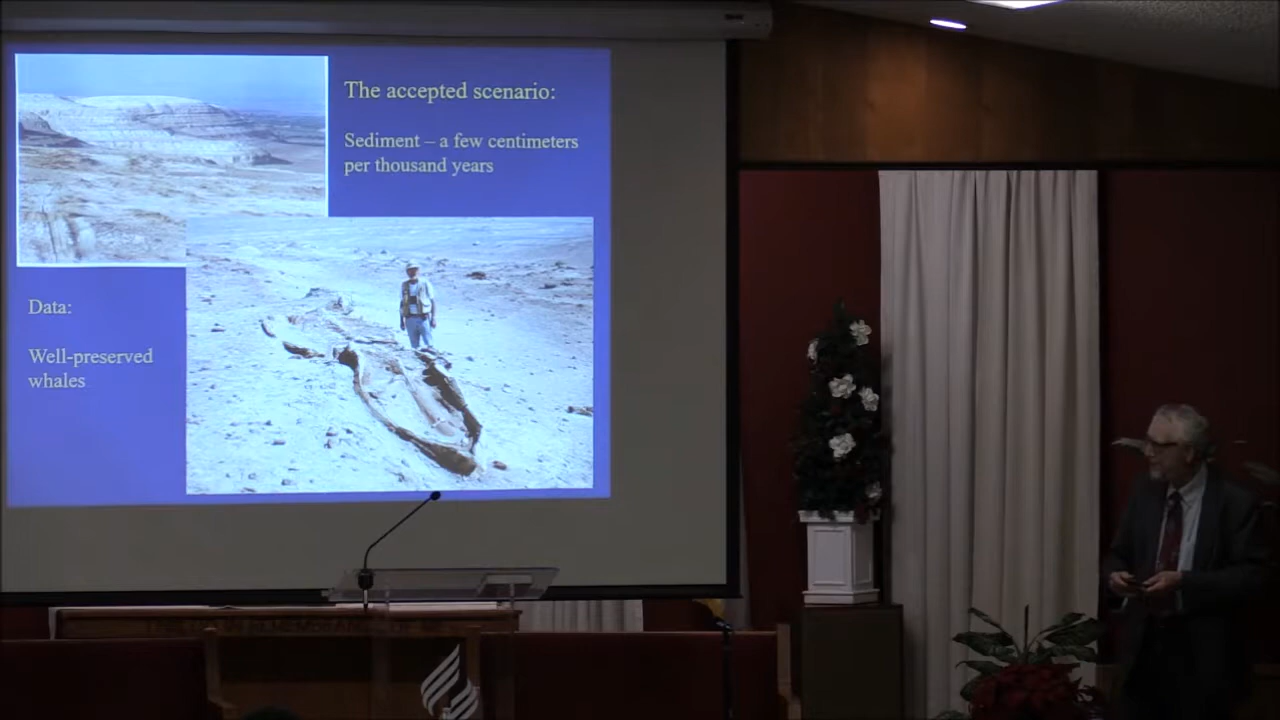 The accepted scenario:
Sediment – a few centimeters
per thousand years
Data:
Well-preserved
whales